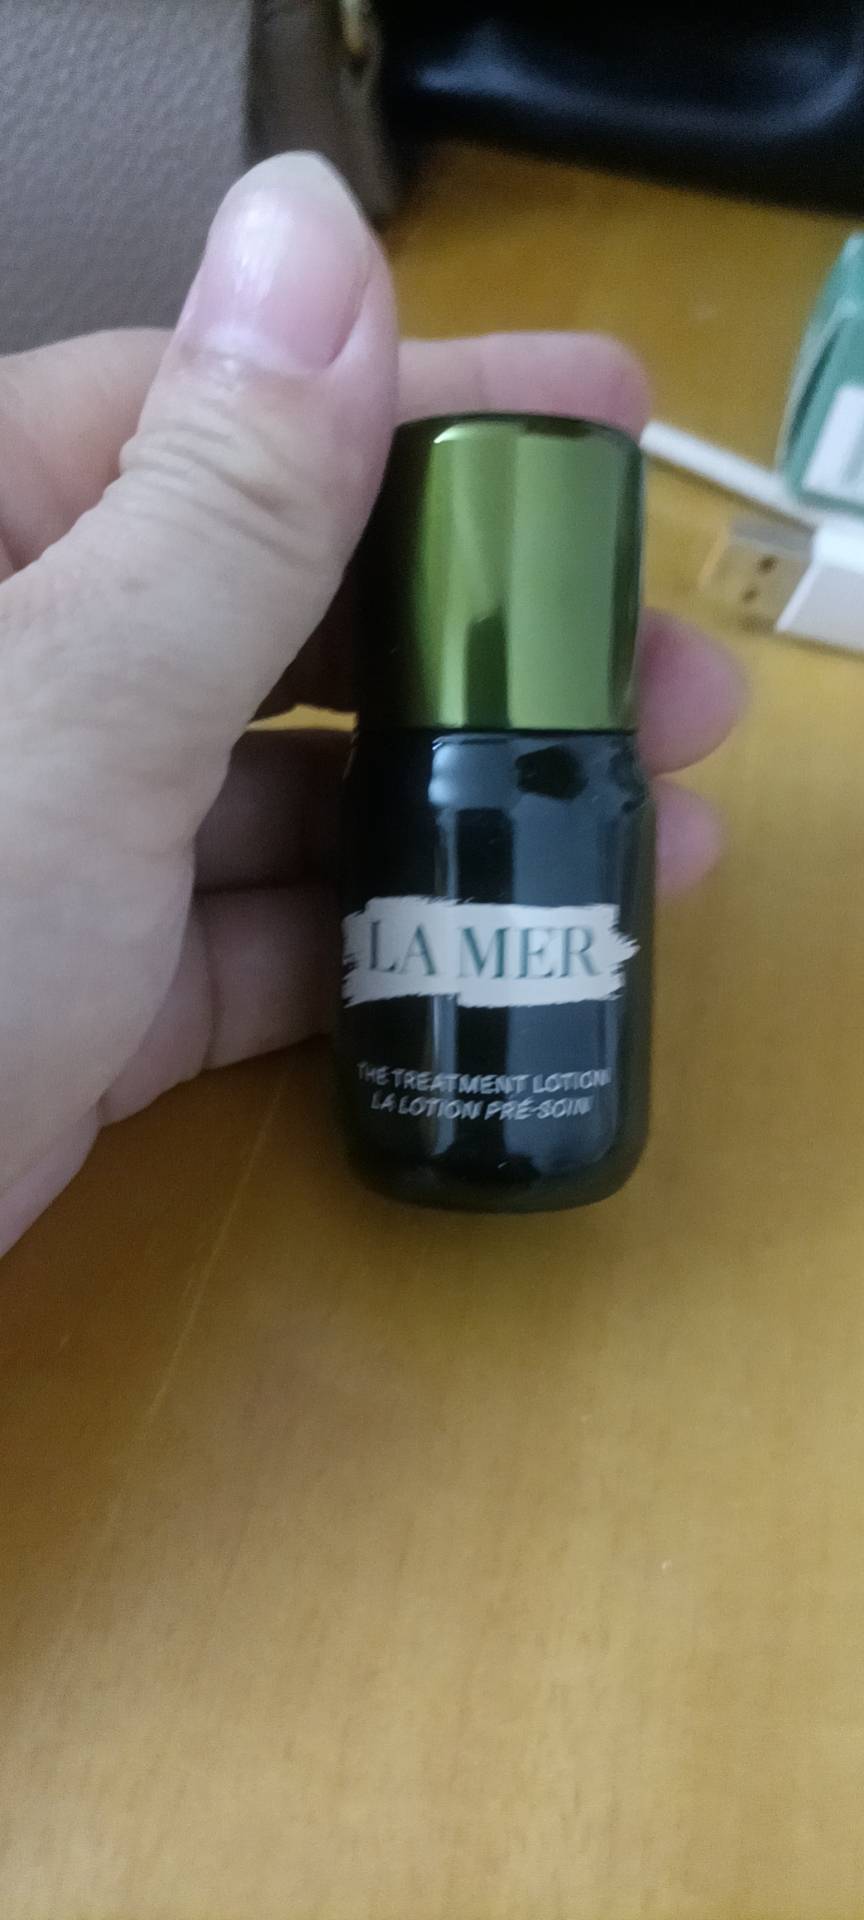 LA MER
THE TREATMENT LOTION
LA LOTION PRÉ-SOIN